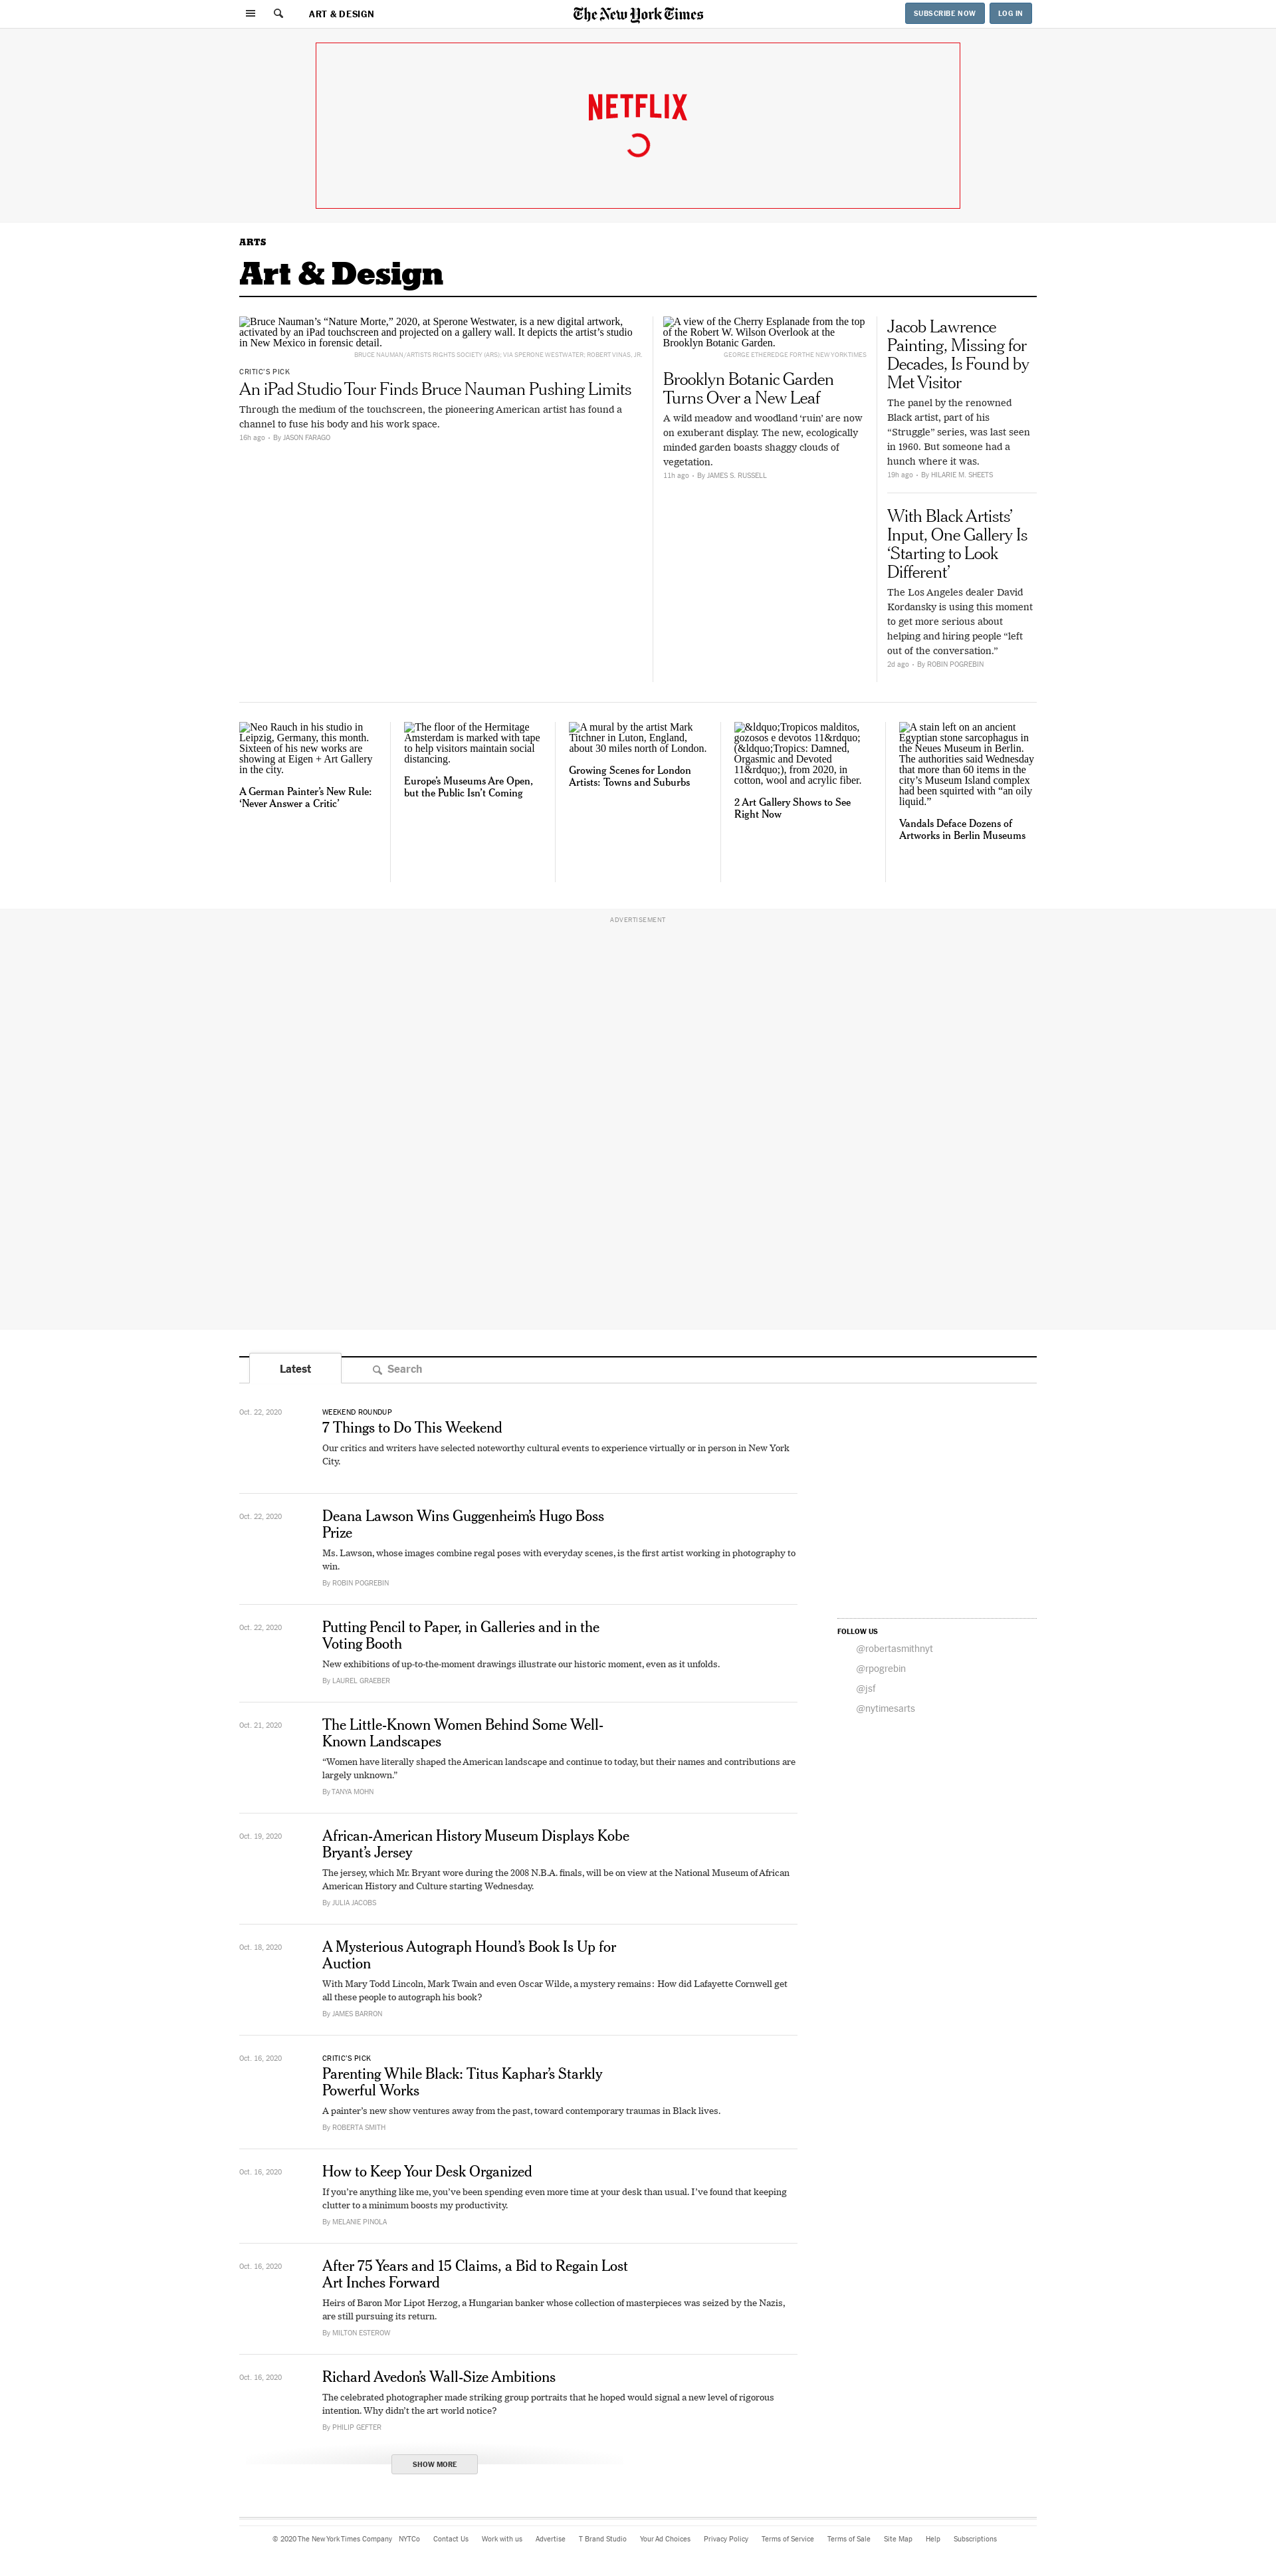 ART & DESIGN
The New York Times
SUBSCRIBE NOW
LOG IN
NETFLIX
ARTS
Art & Design
Bruce Nauman’s “Nature Morte,” 2020, at Sperone Westwater, is a new digital artwork,
activated by an iPad touchscreen and projected on a gallery wall. It depicts the artist’s studio
in New Mexico in forensic detail.
BRUCE NAUMAN/ARTISTS RIGHTS SOCIETY (ARS); VIA SPERONE WESTWATER; ROBERT VINAS, JR.
CRITIC’S PICK
An iPad Studio Tour Finds Bruce Nauman Pushing Limits
Through the medium of the touchscreen, the pioneering American artist has found a
channel to fuse his body and his work space.
16h ago • By JASON FARAGO
A view of the Cherry Esplanade from the top
of the Robert W. Wilson Overlook at the
Brooklyn Botanic Garden.
GEORGE ETHEREDGE FOR THE NEW YORK TIMES
Brooklyn Botanic Garden
Turns Over a New Leaf
A wild meadow and woodland ‘ruin’ are now
on exuberant display. The new, ecologically
minded garden boasts shaggy clouds of
vegetation.
11h ago • By JAMES S. RUSSELL
Jacob Lawrence
Painting, Missing for
Decades, Is Found by
Met Visitor
The panel by the renowned
Black artist, part of his
“Struggle” series, was last seen
in 1960. But someone had a
hunch where it was.
19h ago • By HILARIE M. SHEETS
With Black Artists’
Input, One Gallery Is
‘Starting to Look
Different’
The Los Angeles dealer David
Kordansky is using this moment
to get more serious about
helping and hiring people “left
out of the conversation.”
2d ago • By ROBIN POGREBIN
Neo Rauch in his studio in
Leipzig, Germany, this month.
Sixteen of his new works are
showing at Eigen + Art Gallery
in the city.
A German Painter’s New Rule:
‘Never Answer a Critic’
The floor of the Hermitage
Amsterdam is marked with tape
to help visitors maintain social
distancing.
Europe’s Museums Are Open,
but the Public Isn’t Coming
A mural by the artist Mark
Titchner in Luton, England,
about 30 miles north of London.
Growing Scenes for London
Artists: Towns and Suburbs
&ldquo;Tropicos malditos,
gozosos e devotos 11&rdquo;
(&ldquo;Tropics: Damned,
Orgasmic and Devoted
11&rdquo;), from 2020, in
cotton, wool and acrylic fiber.
2 Art Gallery Shows to See
Right Now
A stain left on an ancient
Egyptian stone sarcophagus in
the Neues Museum in Berlin.
The authorities said Wednesday
that more than 60 items in the
city’s Museum Island complex
had been squirted with “an oily
liquid.”
Vandals Deface Dozens of
Artworks in Berlin Museums
ADVERTISEMENT
Latest
Search
Oct. 22, 2020
WEEKEND ROUNDUP
7 Things to Do This Weekend
Our critics and writers have selected noteworthy cultural events to experience virtually or in person in New York
City.
Oct. 22, 2020
Deana Lawson Wins Guggenheim’s Hugo Boss
Prize
Ms. Lawson, whose images combine regal poses with everyday scenes, is the first artist working in photography to
win.
By ROBIN POGREBIN
Oct. 22, 2020
Putting Pencil to Paper, in Galleries and in the
Voting Booth
New exhibitions of up-to-the-moment drawings illustrate our historic moment, even as it unfolds.
By LAUREL GRAEBER
Oct. 21, 2020
The Little-Known Women Behind Some Well-
Known Landscapes
“Women have literally shaped the American landscape and continue to today, but their names and contributions are
largely unknown.”
By TANYA MOHN
Oct. 19, 2020
African-American History Museum Displays Kobe
Bryant’s Jersey
The jersey, which Mr. Bryant wore during the 2008 N.B.A. finals, will be on view at the National Museum of African
American History and Culture starting Wednesday.
By JULIA JACOBS
Oct. 18, 2020
A Mysterious Autograph Hound’s Book Is Up for
Auction
With Mary Todd Lincoln, Mark Twain and even Oscar Wilde, a mystery remains: How did Lafayette Cornwell get
all these people to autograph his book?
By JAMES BARRON
Oct. 16, 2020
CRITIC’S PICK
Parenting While Black: Titus Kaphar’s Starkly
Powerful Works
A painter’s new show ventures away from the past, toward contemporary traumas in Black lives.
By ROBERTA SMITH
Oct. 16, 2020
How to Keep Your Desk Organized
If you’re anything like me, you’ve been spending even more time at your desk than usual. I’ve found that keeping
clutter to a minimum boosts my productivity.
By MELANIE PINOLA
Oct. 16, 2020
After 75 Years and 15 Claims, a Bid to Regain Lost
Art Inches Forward
Heirs of Baron Mor Lipot Herzog, a Hungarian banker whose collection of masterpieces was seized by the Nazis,
are still pursuing its return.
By MILTON ESTEROW
Oct. 16, 2020
Richard Avedon’s Wall-Size Ambitions
The celebrated photographer made striking group portraits that he hoped would signal a new level of rigorous
intention. Why didn’t the art world notice?
By PHILIP GEFTER
SHOW MORE
FOLLOW US
@robertasmithnyt
@rpogrebin
@jsf
@nytimesarts
© 2020 The New York Times Company NYTCo Contact Us Work with us Advertise T Brand Studio Your Ad Choices Privacy Policy Terms of Service Terms of Sale Site Map Help Subscriptions